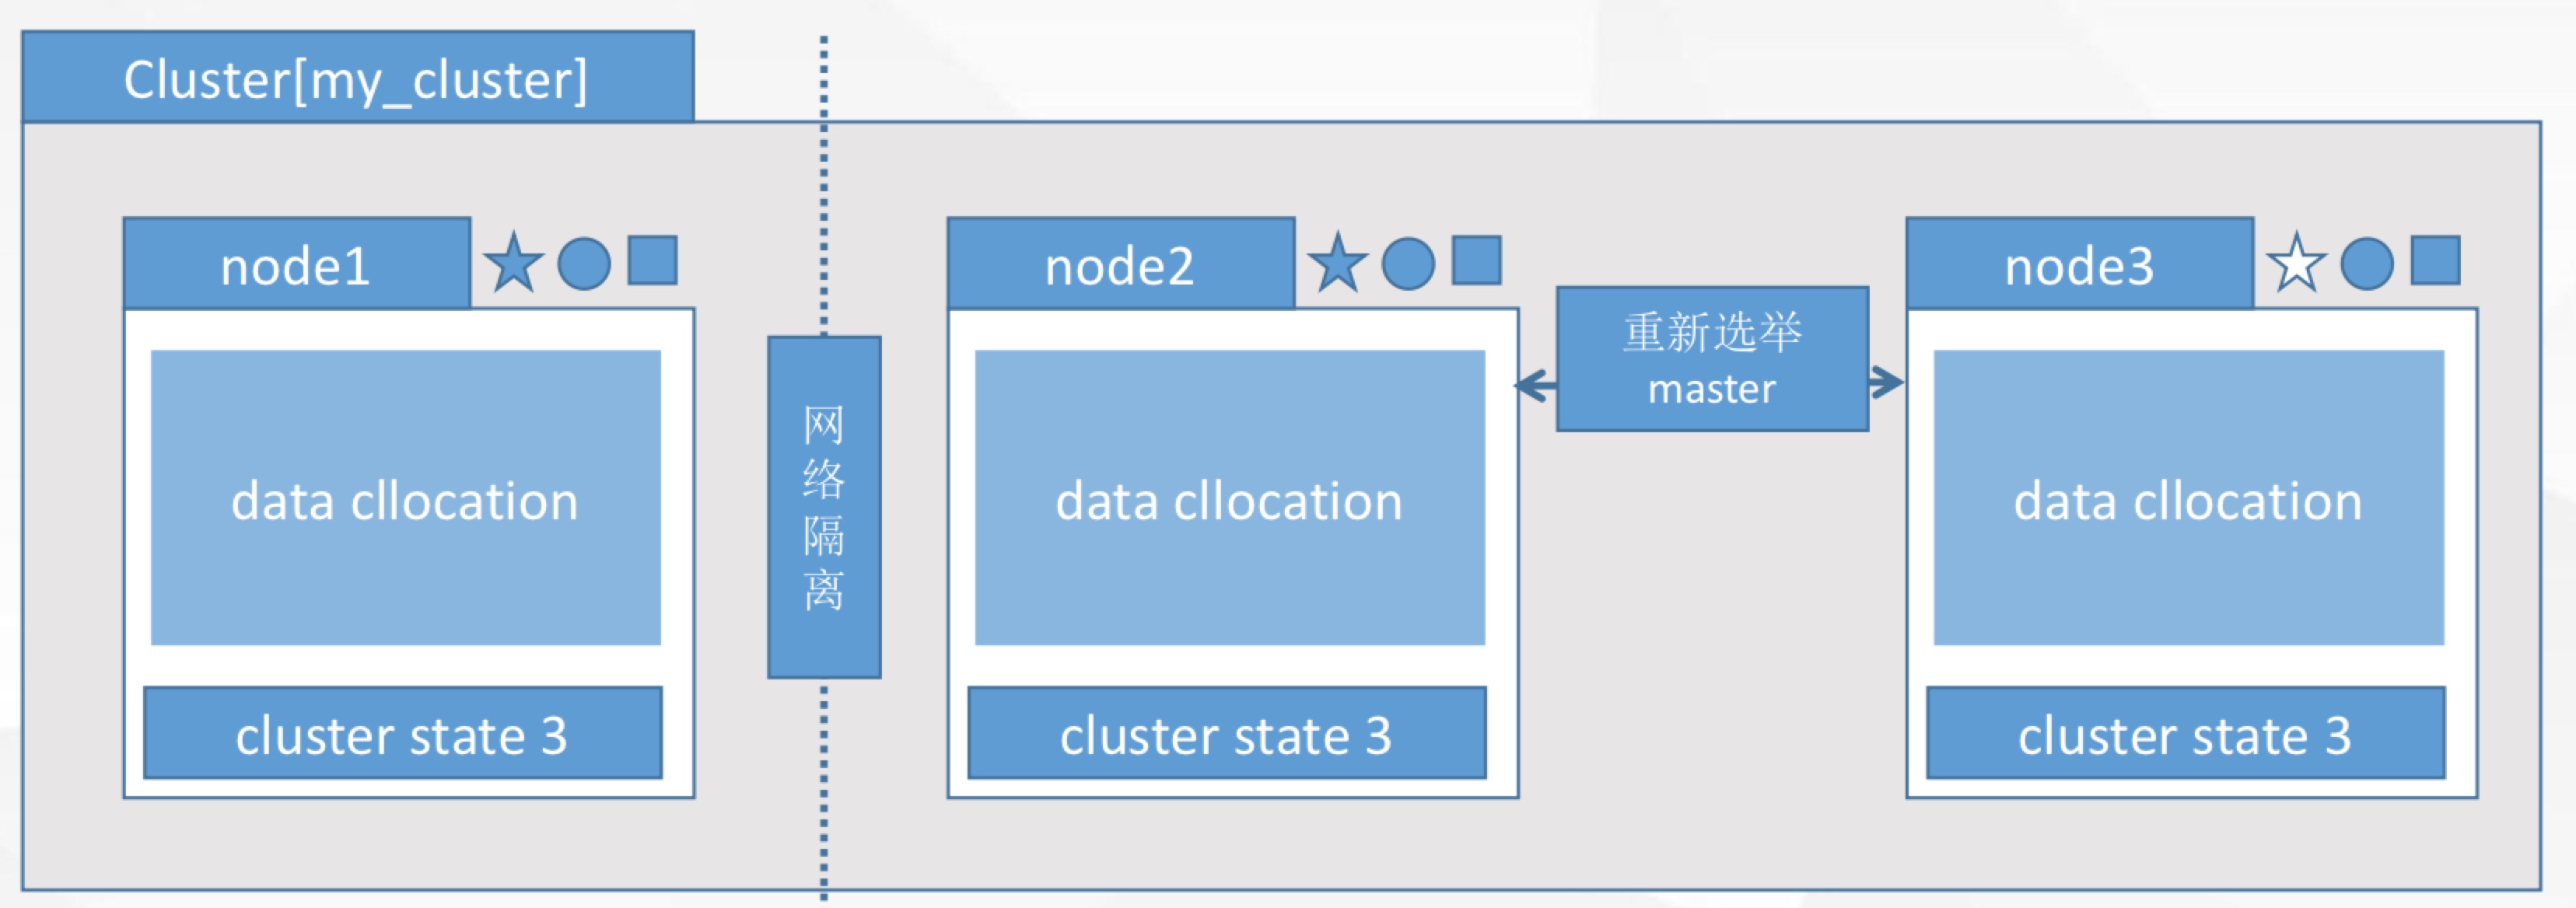 Cluster[my_cluster]
node1
data cllocation
cluster state 3
网
络
隔
离
node2
data cllocation
cluster state 3
重新选举
master
node3
data cllocation
cluster state 3